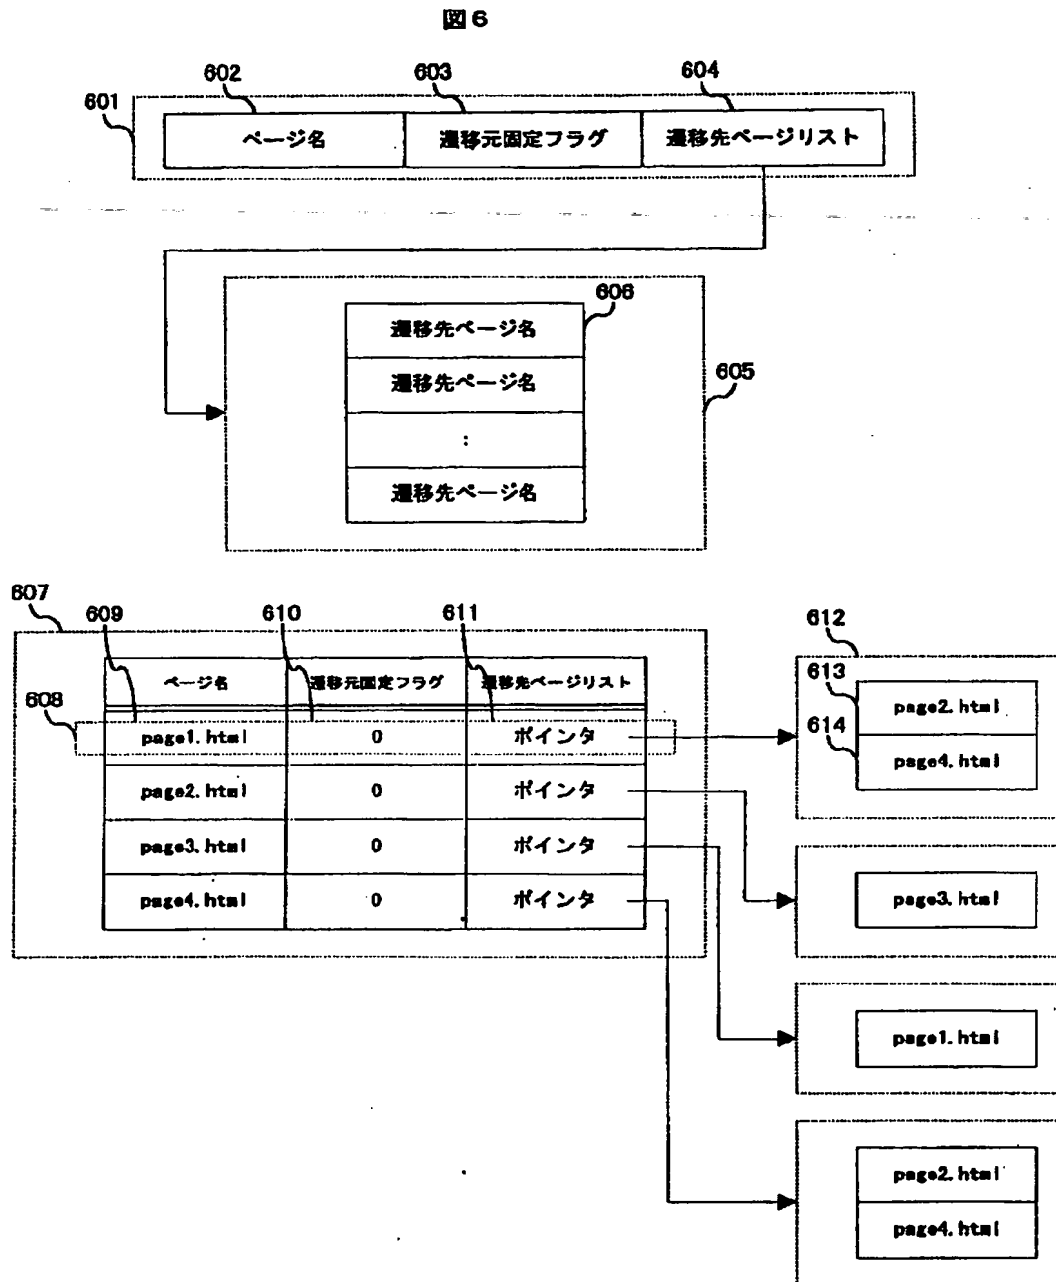 図6
602
603
604
601
ページ名 遷移元固定フラグ 遷移先ページリスト
606
遷移先ページ名
605
遷移先ページ名
:
遷移先ページ名
607
609
610
611
612
ページ名 遷移元固定フラグ 遷移先ページリスト
613
608
page2.html
page1.html 0 ポインタ
614
page4.html
page2.html 0 ポインタ
page3.html 0 ポインタ
page4.html 0 ポインタ
page3.html
page1.html
page2.html
page4.html